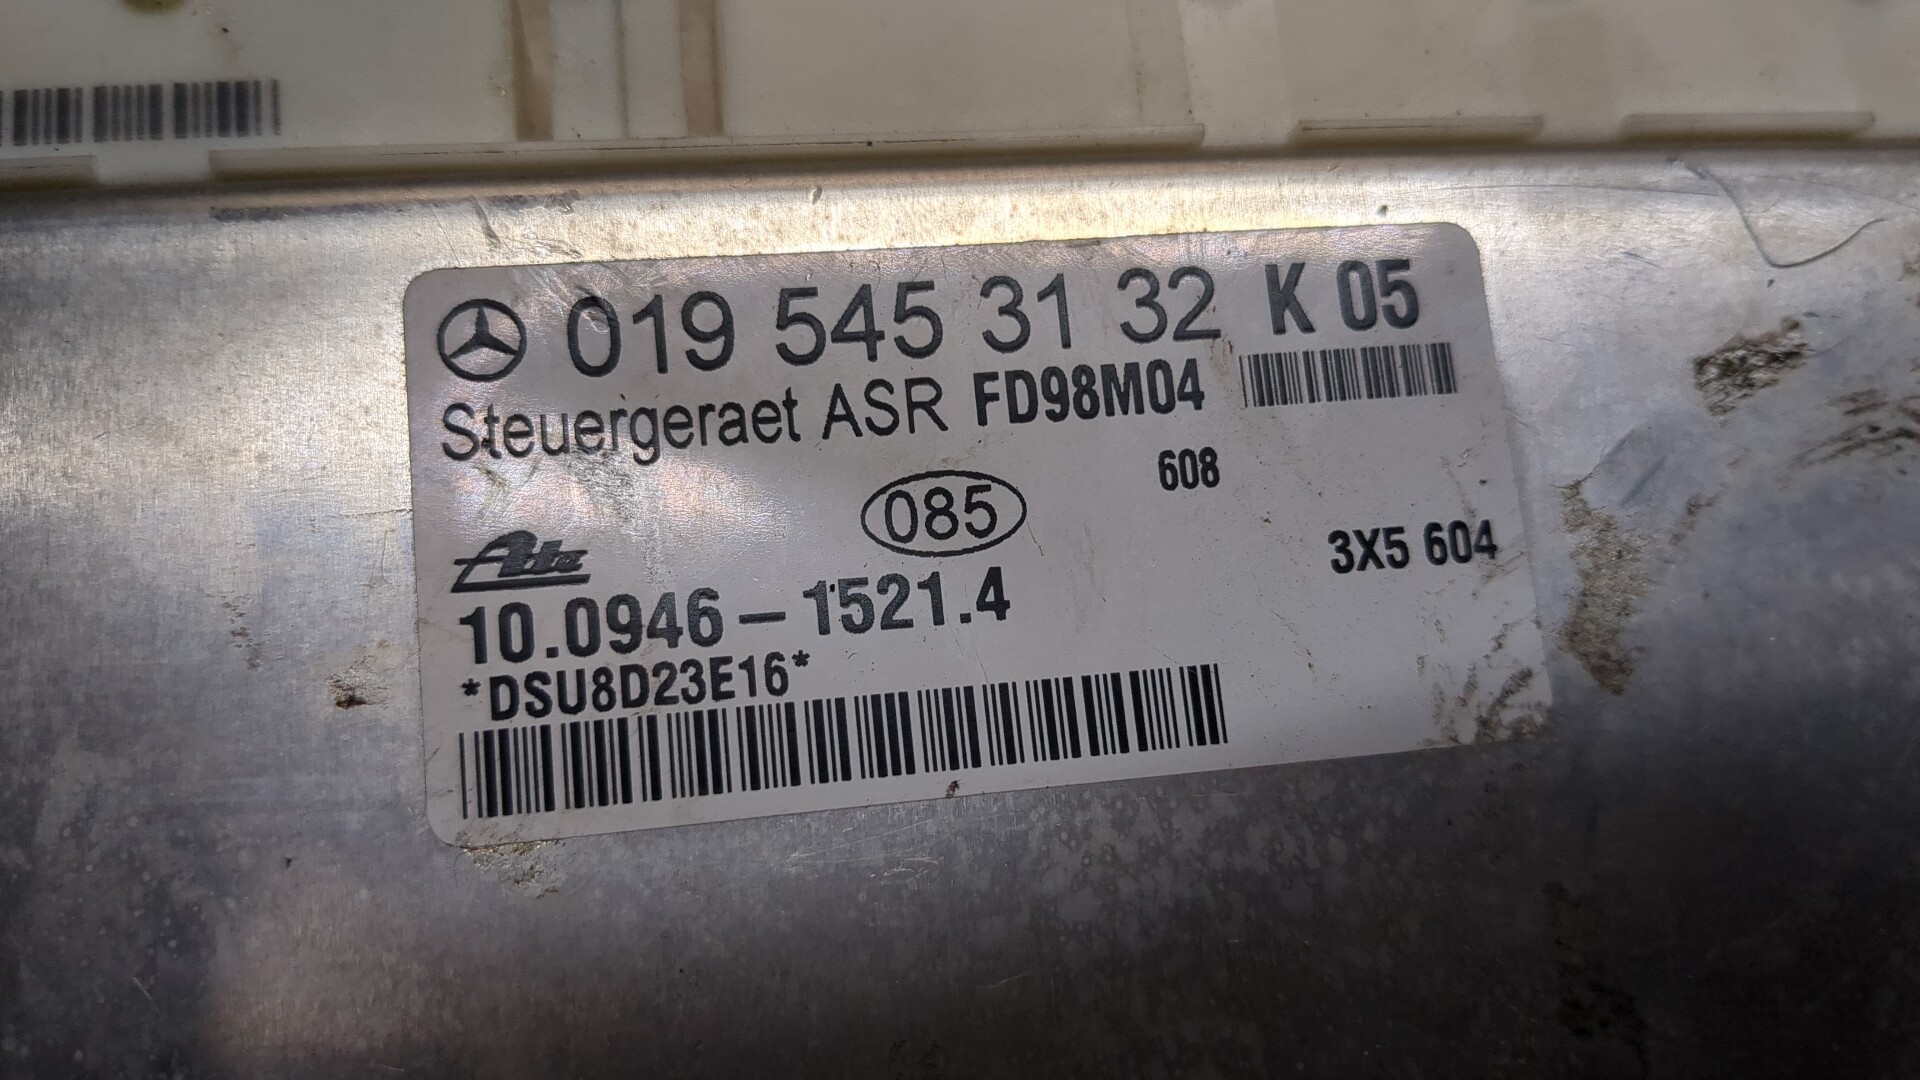 019 545 31 32 K 05
Steuergeraet ASR FD98M04
085 608
Ate 3X5 604
10.0946-1521.4
*DSU8D23E16*